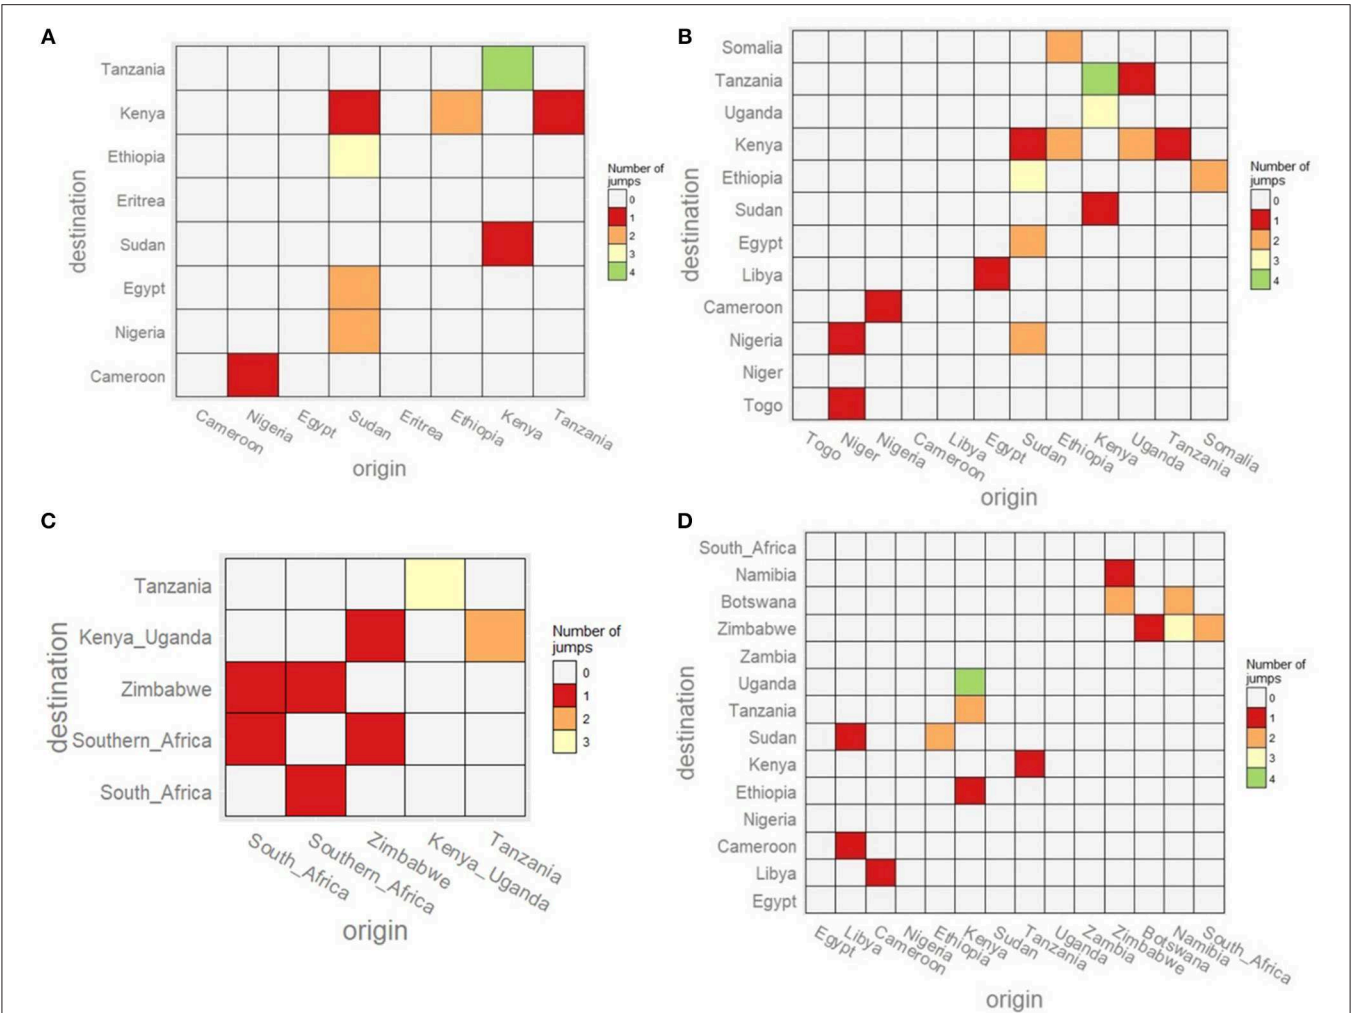 A
Tanzania
Kenya
Ethiopia
Eritrea
Sudan
Egypt
Nigeria
Cameroon
destination
Cameroon
Nigeria
Egypt
Sudan
Eritrea
Ethiopia
Kenya
Tanzania
origin
Number of
jumps
0
1
2
3
4
B
Somalia
Tanzania
Uganda
Kenya
Ethiopia
Sudan
Egypt
Libya
Cameroon
Nigeria
Niger
Togo
destination
Togo
Niger
Nigeria
Cameroon
Libya
Egypt
Sudan
Ethiopia
Kenya
Uganda
Tanzania
Somalia
origin
Number of
jumps
0
1
2
3
4
C
Tanzania
Kenya_Uganda
Zimbabwe
Southern_Africa
South_Africa
destination
South_Africa
Southern_Africa
Zimbabwe
Kenya_Uganda
Tanzania
origin
Number of
jumps
0
1
2
3
D
South_Africa
Namibia
Botswana
Zimbabwe
Zambia
Uganda
Tanzania
Sudan
Kenya
Ethiopia
Nigeria
Cameroon
Libya
Egypt
destination
Egypt
Libya
Cameroon
Nigeria
Ethiopia
Kenya
Sudan
Tanzania
Uganda
Zambia
Zimbabwe
Botswana
Namibia
South_Africa
origin
Number of
jumps
0
1
2
3
4